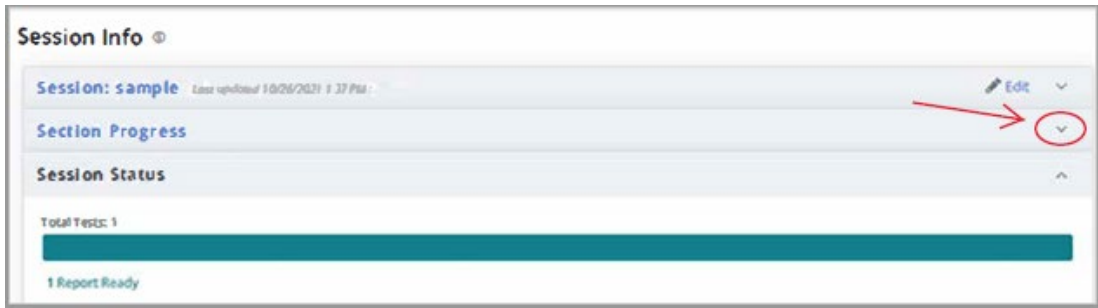 Session Info
Session: sample Last updated 10/26/2021 1:37 PM
Edit
Section Progress
Session Status
Total Tests: 1
1 Report Ready